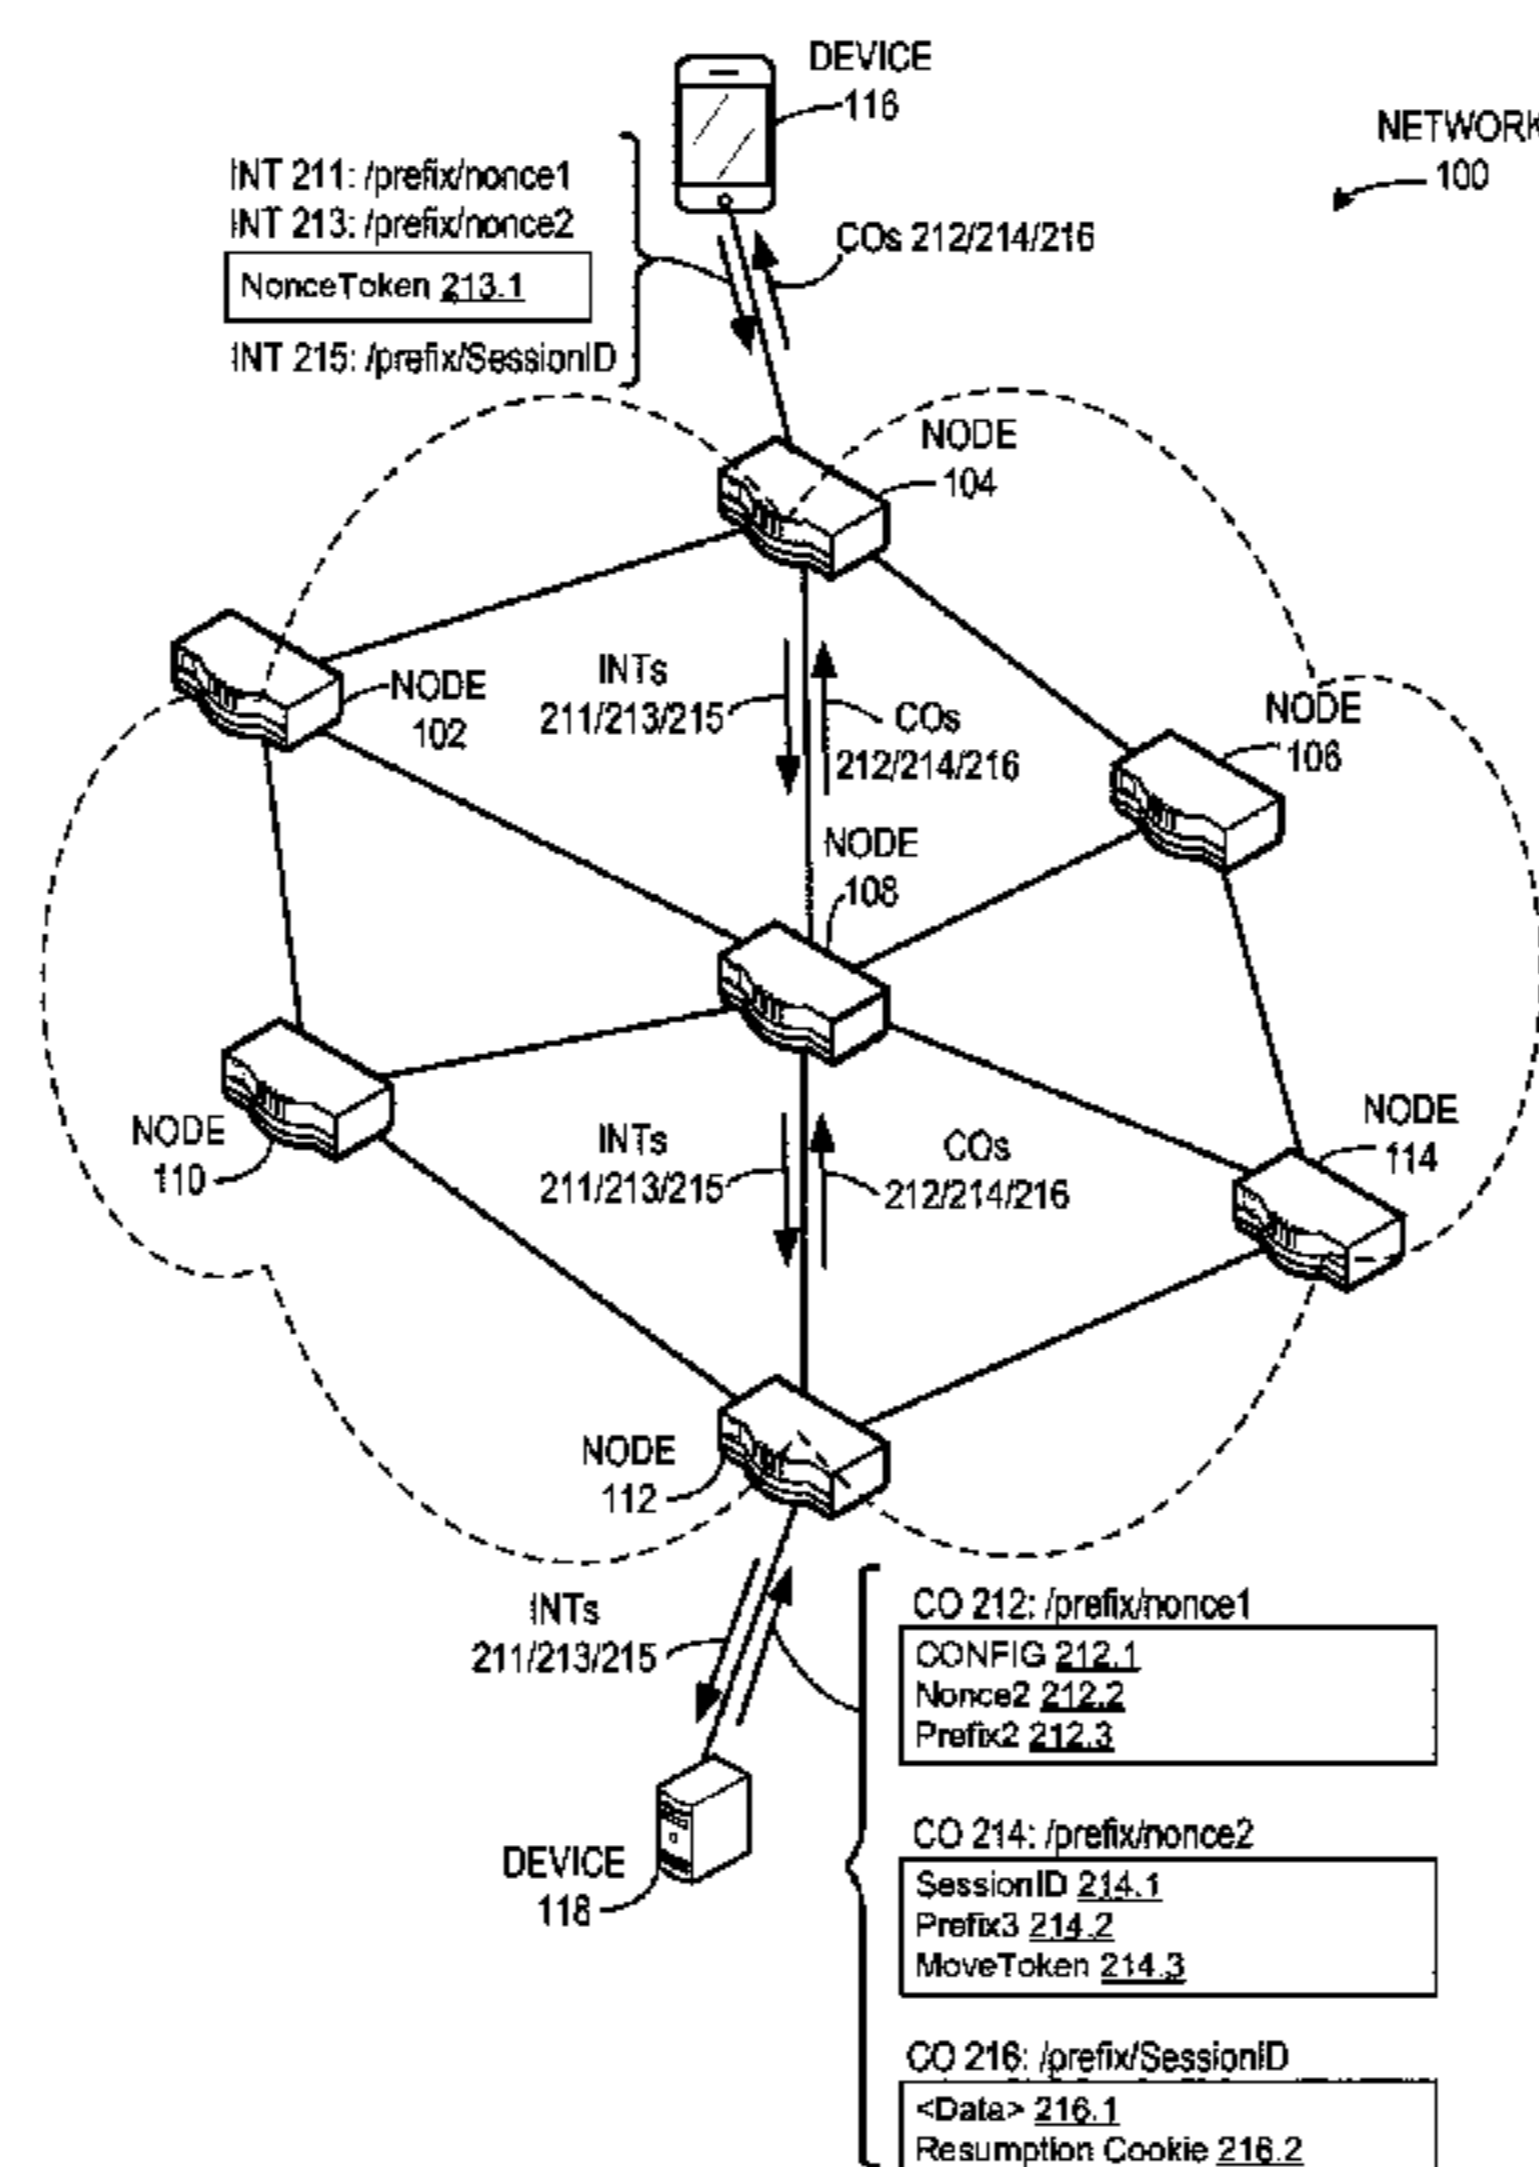 DEVICE
116
NETWORK
100
INT 211: /prefix/nonce1
INT 213: /prefix/nonce2
NonceToken 213.1
INT 215: /prefix/SessionID
COs 212/214/216
NODE
104
NODE
102
INTs
211/213/215
COs
212/214/216
NODE
106
NODE
108
NODE
110
INTs
211/213/215
COs
212/214/216
NODE
114
NODE
112
INTs
211/213/215
DEVICE
118
CO 212: /prefix/nonce1
CONFIG 212.1
Nonce2 212.2
Prefix2 212.3
CO 214: /prefix/nonce2
SessionID 214.1
Prefix3 214.2
MoveToken 214.3
CO 216: /prefix/SessionID
<Data> 216.1
Resumption Cookie 216.2